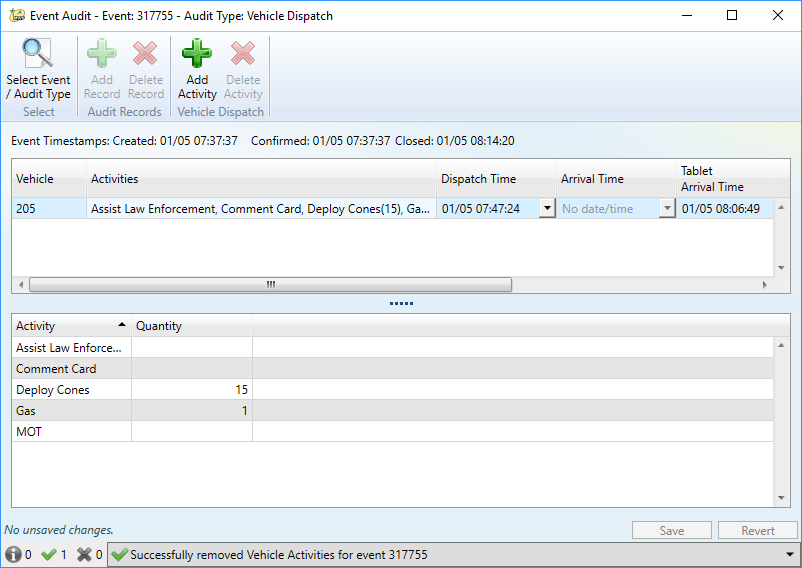 Event Audit - Event: 317755 - Audit Type: Vehicle Dispatch
Select Event
/ Audit Type
Select
Add
Record
Delete
Record
Audit Records
Add
Activity
Delete
Activity
Vehicle Dispatch
Event Timestamps: Created: 01/05 07:37:37 Confirmed: 01/05 07:37:37 Closed: 01/05 08:14:20
Vehicle Activities Dispatch Time Arrival Time Tablet
Arrival Time
205 Assist Law Enforcement, Comment Card, Deploy Cones(15), Ga... 01/05 07:47:24 No date/time 01/05 08:06:49
Activity Quantity
Assist Law Enforce...
Comment Card
Deploy Cones 15
Gas 1
MOT
No unsaved changes.
Save Revert
0 1 0 Successfully removed Vehicle Activities for event 317755